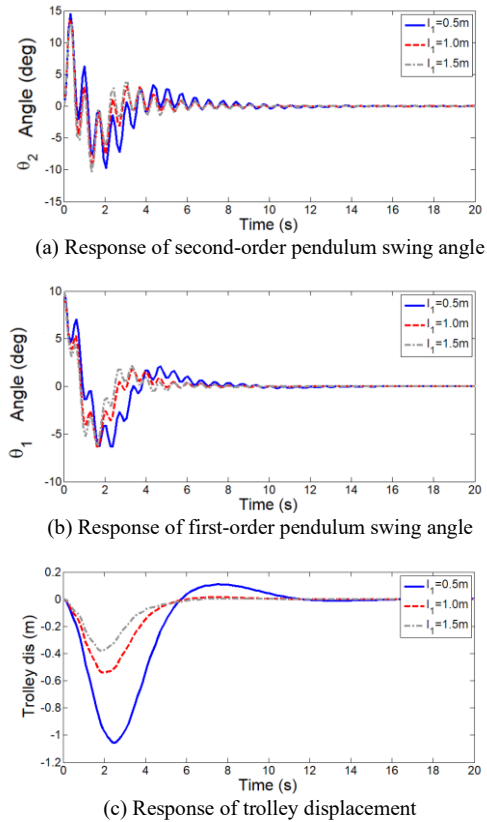 15
10
5
0
-5
-10
-15
θ2 Angle (deg)
l1=0.5m
l1=1.0m
l1=1.5m
0 2 4 6 8 10 12 14 16 18 20
Time (s)
(a) Response of second-order pendulum swing angle
10
5
0
-5
-10
θ1 Angle (deg)
l1=0.5m
l1=1.0m
l1=1.5m
0 2 4 6 8 10 12 14 16 18 20
Time (s)
(b) Response of first-order pendulum swing angle
0.2
0
-0.2
-0.4
-0.6
-0.8
-1
-1.2
Trolley dis (m)
l1=0.5m
l1=1.0m
l1=1.5m
0 2 4 6 8 10 12 14 16 18 20
Time (s)
(c) Response of trolley displacement